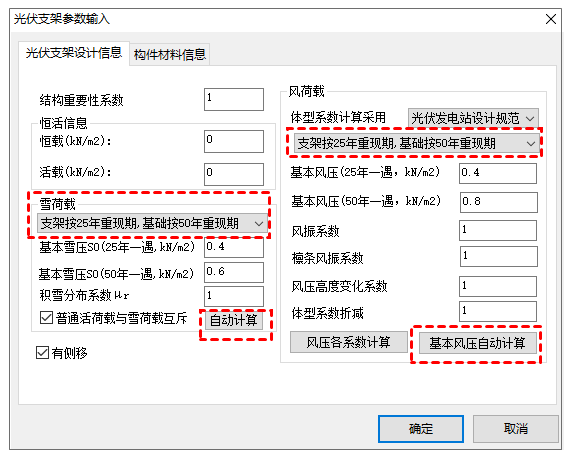 光伏支架参数输入
光伏支架设计信息
构件材料信息
结构重要性系数
1
恒活信息
恒载(kN/m2):
0
活载(kN/m2):
0
雪荷载
支架按25年重现期,基础按50年重现期
基本雪压S0(25年一遇,kN/m2)
0.4
基本雪压S0(50年一遇,kN/m2)
0.6
积雪分布系数μr
1
普通活荷载与雪荷载互斥
自动计算
有侧移
风荷载
体型系数计算采用
光伏发电站设计规范
支架按25年重现期,基础按50年重现期
基本风压(25年一遇，kN/m2)
0.4
基本风压(50年一遇，kN/m2)
0.8
风振系数
1
檩条风振系数
1
风压高度变化系数
1
体型系数折减
1
风压各系数计算
基本风压自动计算
确定
取消